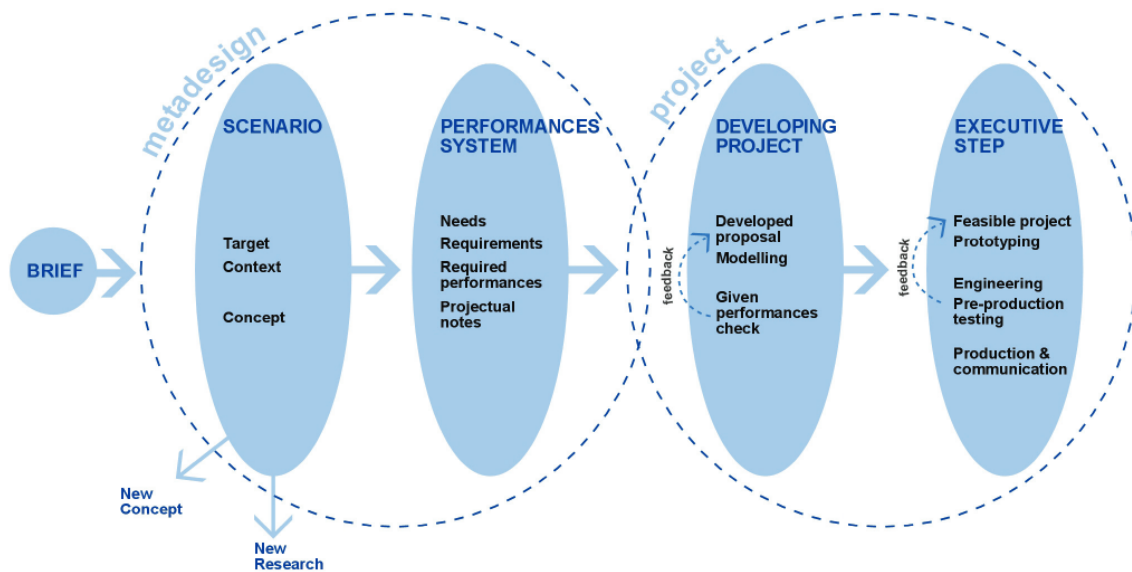 metadesign
project
BRIEF
SCENARIO
Target
Context
Concept
New
Concept
New
Research
PERFORMANCES
SYSTEM
Needs
Requirements
Required
performances
Projectual
notes
DEVELOPING
PROJECT
Developed
proposal
Modelling
feedback
Given
performances
check
EXECUTIVE
STEP
Feasible project
Prototyping
feedback
Engineering
Pre-production
testing
Production &
communication